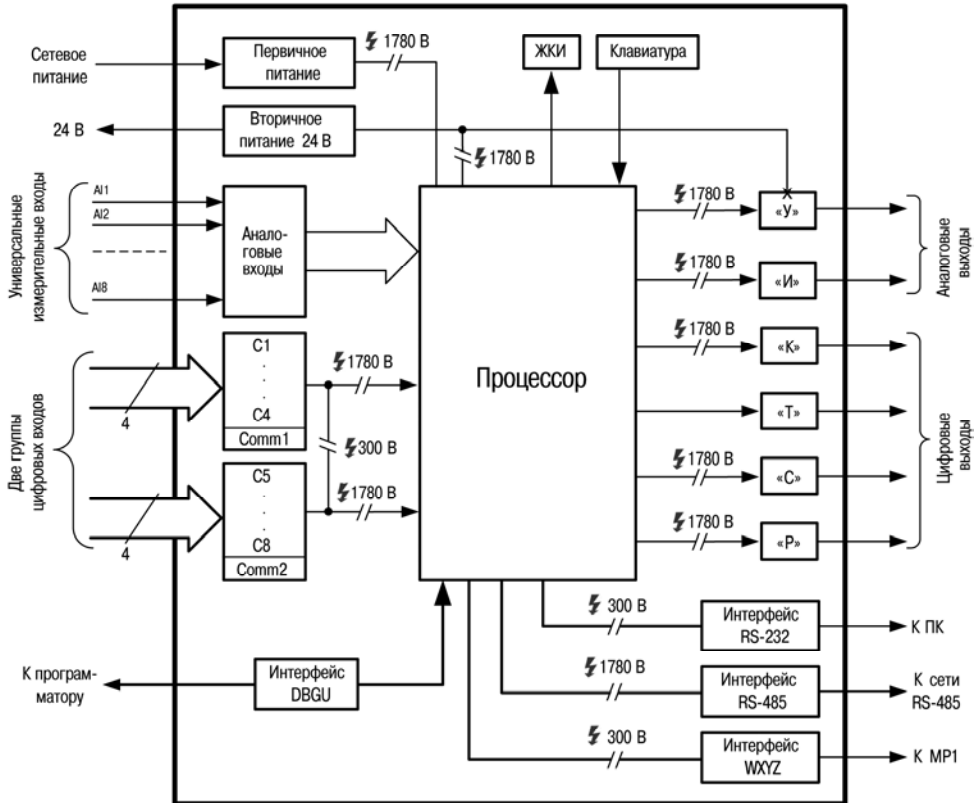 Сетевое
питание
Первичное
питание
1780 В
ЖКИ
Клавиатура
24 В
Вторичное
питание 24 В
1780 В
Универсальные
измерительные входы
AI1
AI2
AI8
Аналого-
говые
входы
Процессор
1780 В
«У»
1780 В
«И»
Аналоговые
выходы
Две группы
цифровых входов
4
C1
.
.
.
C4
Comm1
1780 В
300 В
4
C5
.
.
.
C8
Comm2
1780 В
1780 В
«К»
«Т»
1780 В
«С»
1780 В
«Р»
Цифровые
выходы
К програм-
матору
Интерфейс
DBGU
300 В
Интерфейс
RS-232
К ПК
1780 В
Интерфейс
RS-485
К сети
RS-485
300 В
Интерфейс
WXYZ
К МР1